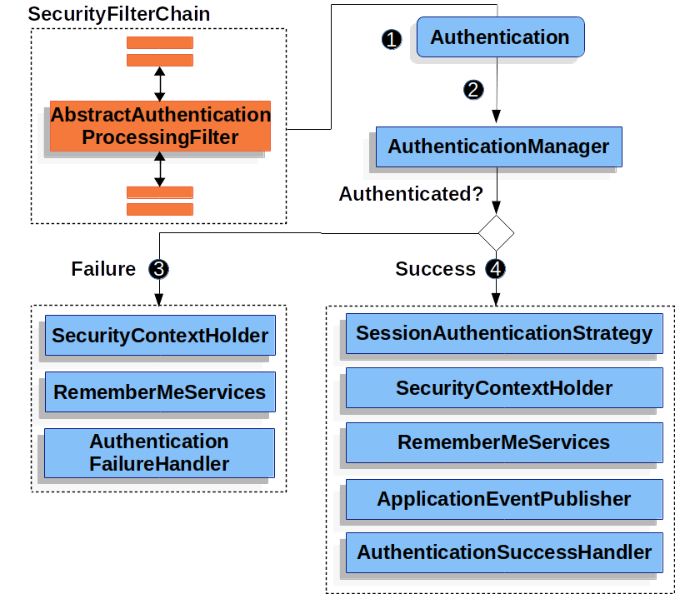 SecurityFilterChain
1
Authentication
2
AbstractAuthentication
ProcessingFilter
AuthenticationManager
Authenticated?
Failure
3
Success
4
SecurityContextHolder
RememberMeServices
Authentication
FailureHandler
SessionAuthenticationStrategy
SecurityContextHolder
RememberMeServices
ApplicationEventPublisher
AuthenticationSuccessHandler